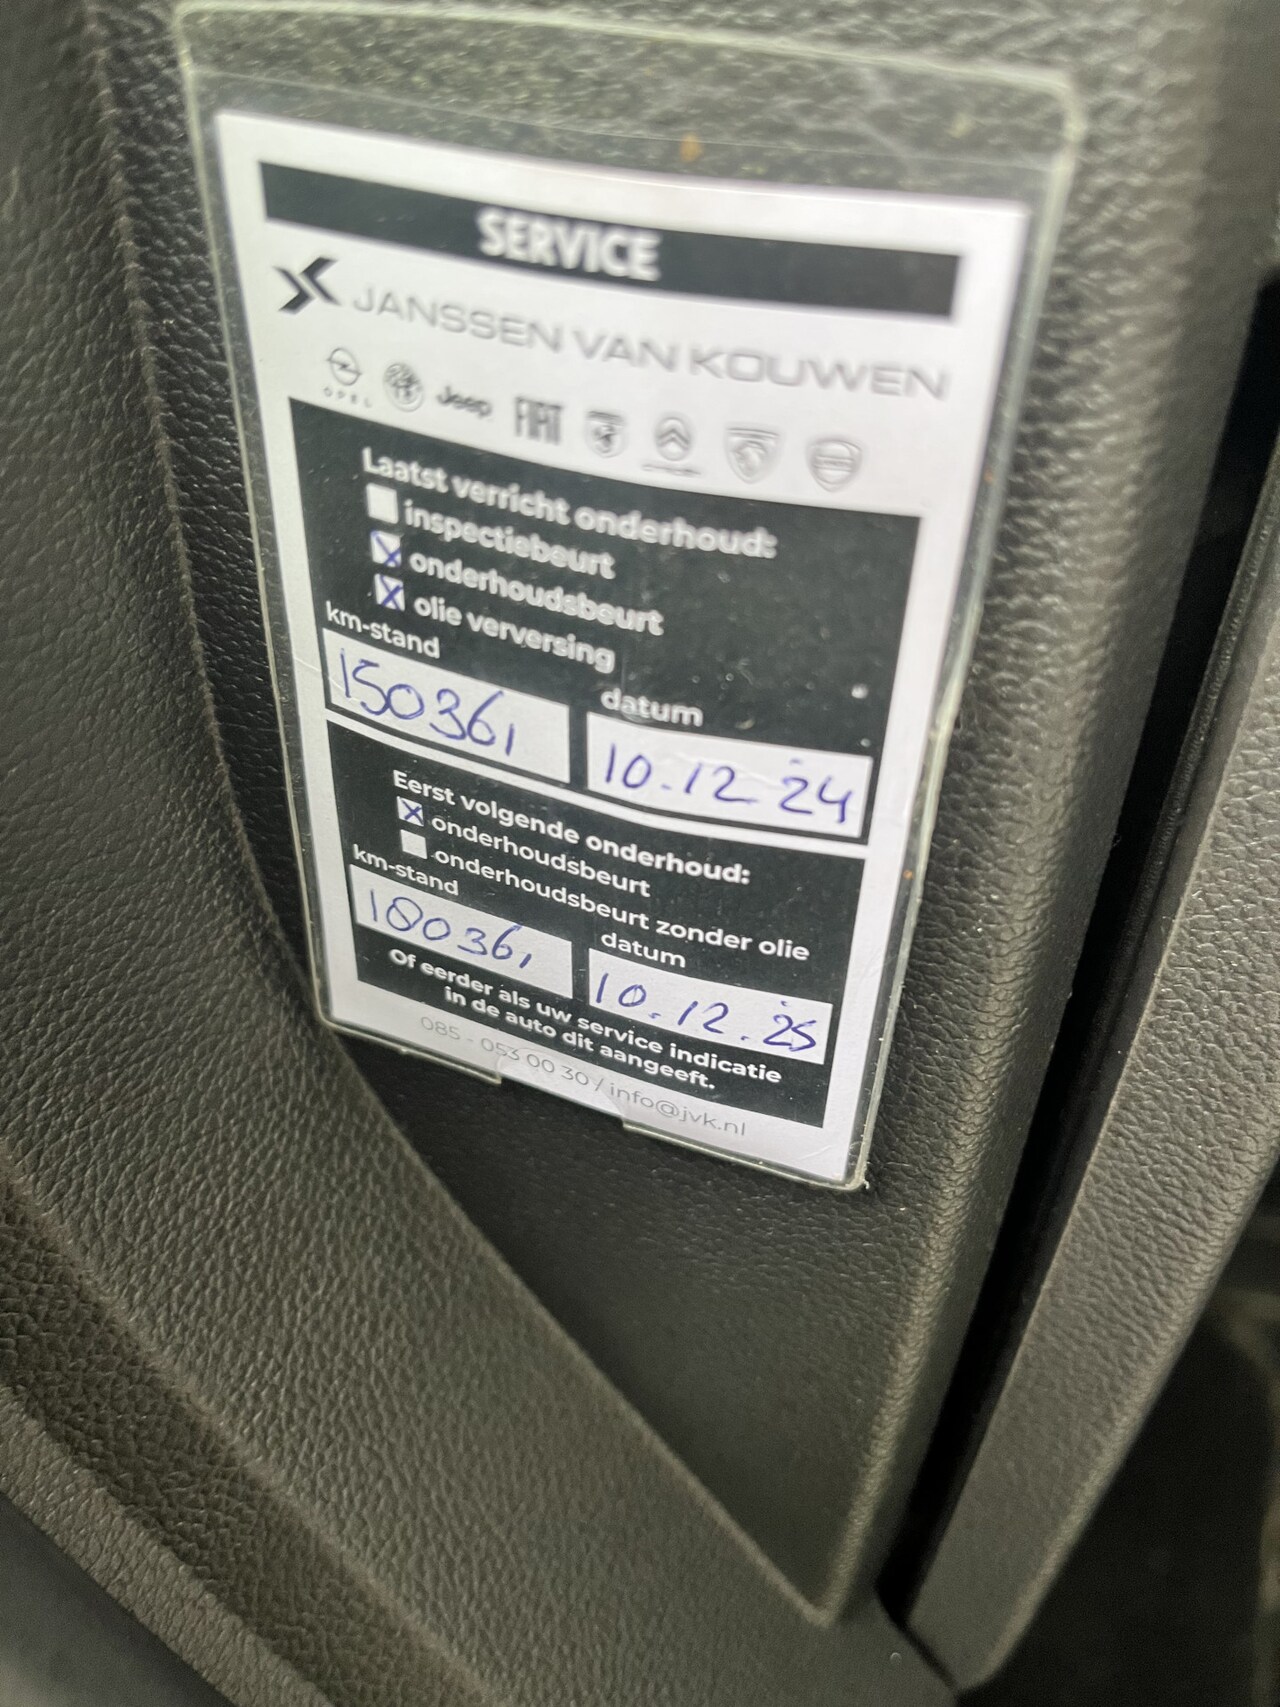 SERVICE
JANSSEN VAN KOUWEN
OPEL Jeep FIAT
Laatst verricht onderhoud:
inspectiebeurt
onderhoudsbeurt
olie verversing
km-stand datum
150361 10.12.24
Eerst volgende onderhoud:
onderhoudsbeurt
onderhoudsbeurt zonder olie
km-stand datum
180361 10.12.25
Of eerder als uw service indicatie
in de auto dit aangeeft.
085 - 053 00 30 / info@jvk.nl